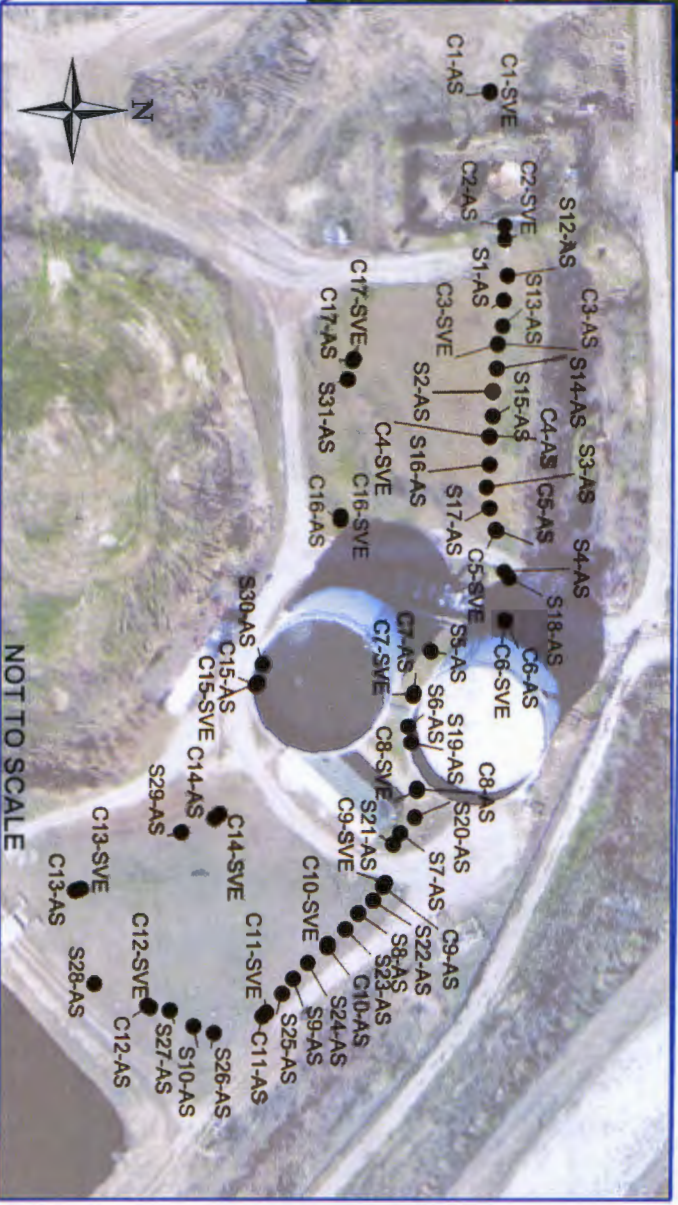 C1-SVE
C1-AS
N
S12-AS
C2-SVE
C2-AS
S13-AS
S1-AS
C3-AS
C3-SVE
S14-AS
S15-AS
S2-AS
C4-AS
C4-SVE
S16-AS
S3-AS
S17-AS
C5-AS
C5-SVE
S4-AS
S18-AS
C6-AS
C6-SVE
C17-SVE
C17-AS
S31-AS
C16-SVE
C16-AS
S5-AS
C7-AS
C7-SVE
S6-AS
S19-AS
C8-AS
C8-SVE
S20-AS
S7-AS
S21-AS
C9-SVE
C9-AS
S22-AS
S8-AS
S23-AS
C10-SVE
C10-AS
S24-AS
S9-AS
S25-AS
C11-SVE
C11-AS
S26-AS
S10-AS
S27-AS
C12-SVE
C12-AS
S28-AS
C13-SVE
C13-AS
C14-SVE
C14-AS
S29-AS
S30-AS
C15-AS
C15-SVE
NOT TO SCALE